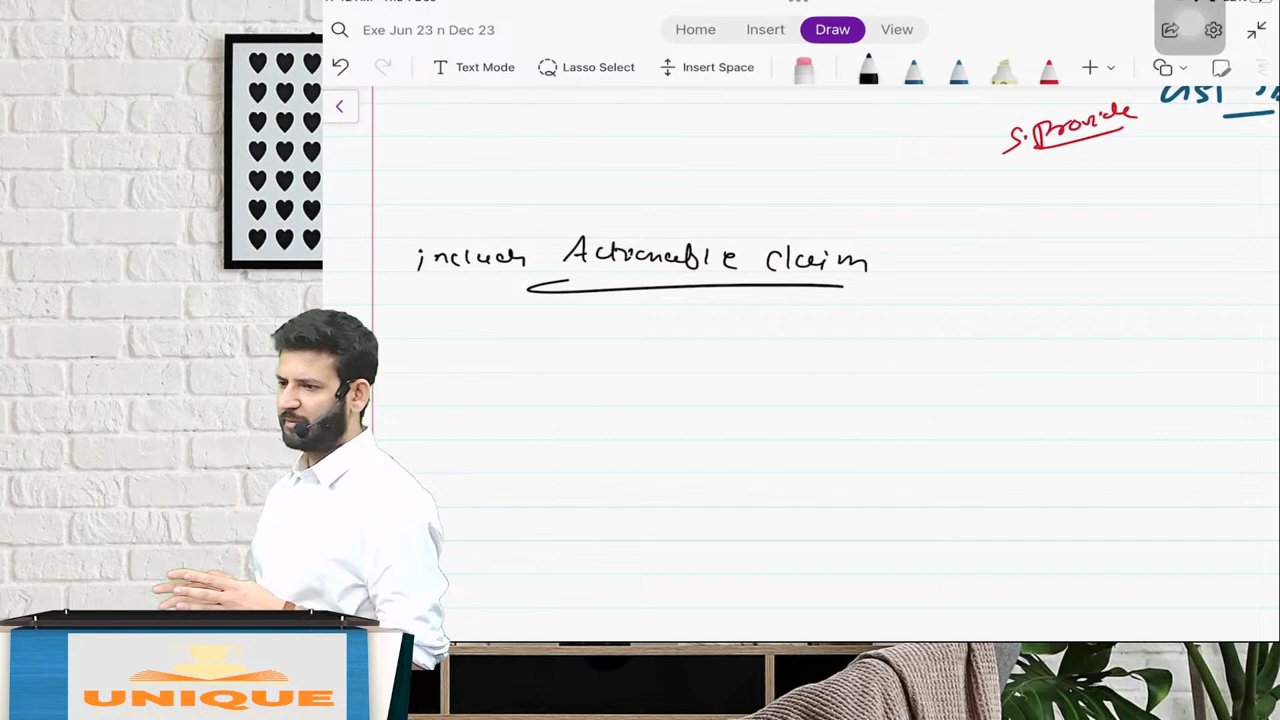 Exe Jun 23 n Dec 23
Home Insert Draw View
Text Mode Lasso Select Insert Space
S. Provide
includes Actionable Claim
UNIQUE